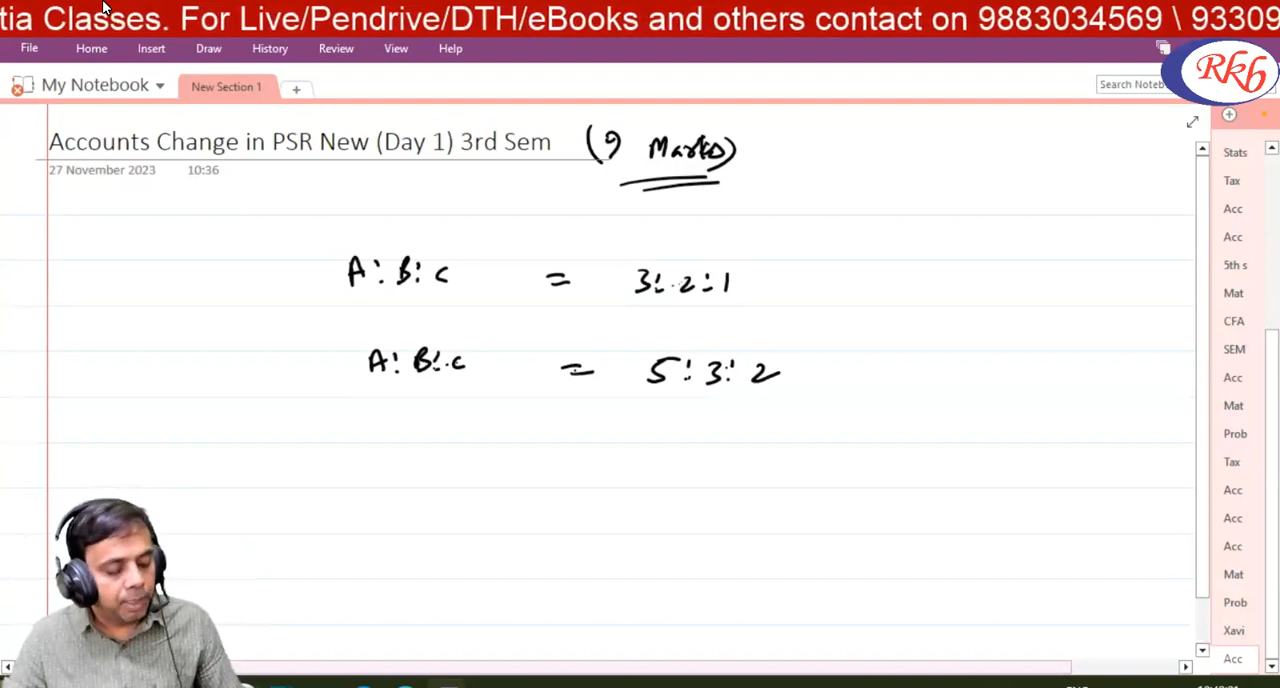 tia Classes. For Live/Pendrive/DTH/eBooks and others contact on 9883034569 \ 93309
File Home Insert Draw History Review View Help
Rkb
My Notebook New Section 1 + Search Noteb
Accounts Change in PSR New (Day 1) 3rd Sem (9 Marks)
27 November 2023 10:36
A : B : C = 3 : 2 : 1
A : B : C = 5 : 3 : 2
Stats
Tax
Acc
Acc
5th s
Mat
CFA
SEM
Acc
Mat
Prob
Tax
Acc
Acc
Acc
Mat
Prob
Xavi
Acc